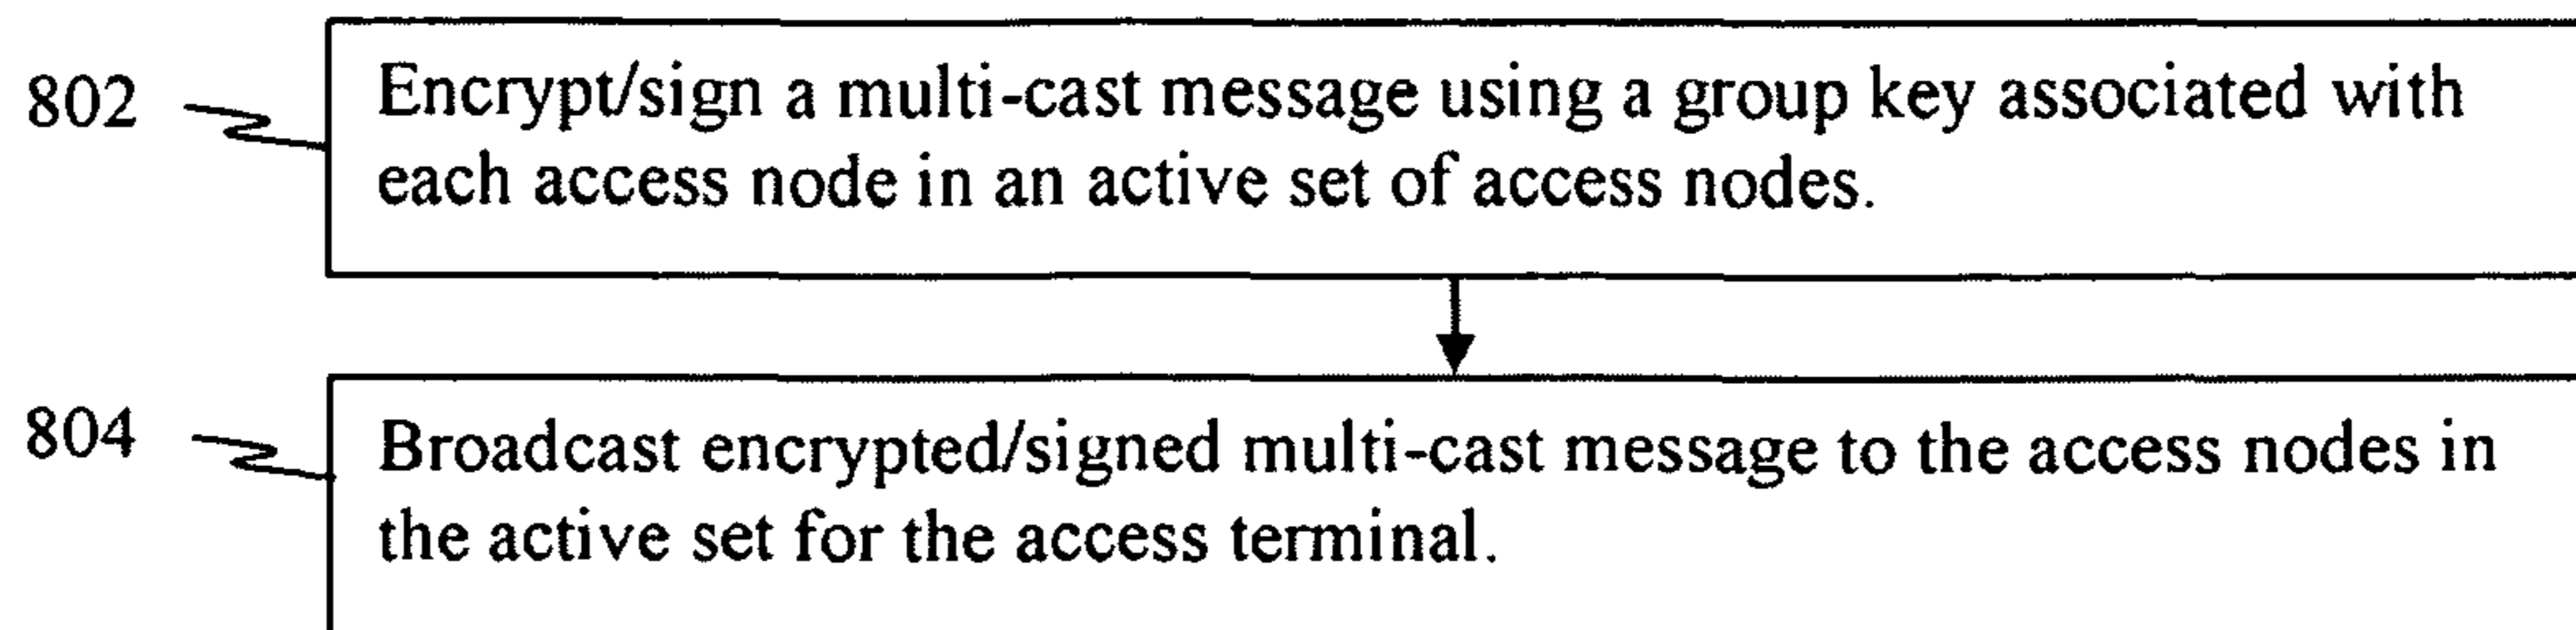 802
Encrypt/sign a multi-cast message using a group key associated with
each access node in an active set of access nodes.
804
Broadcast encrypted/signed multi-cast message to the access nodes in
the active set for the access terminal.